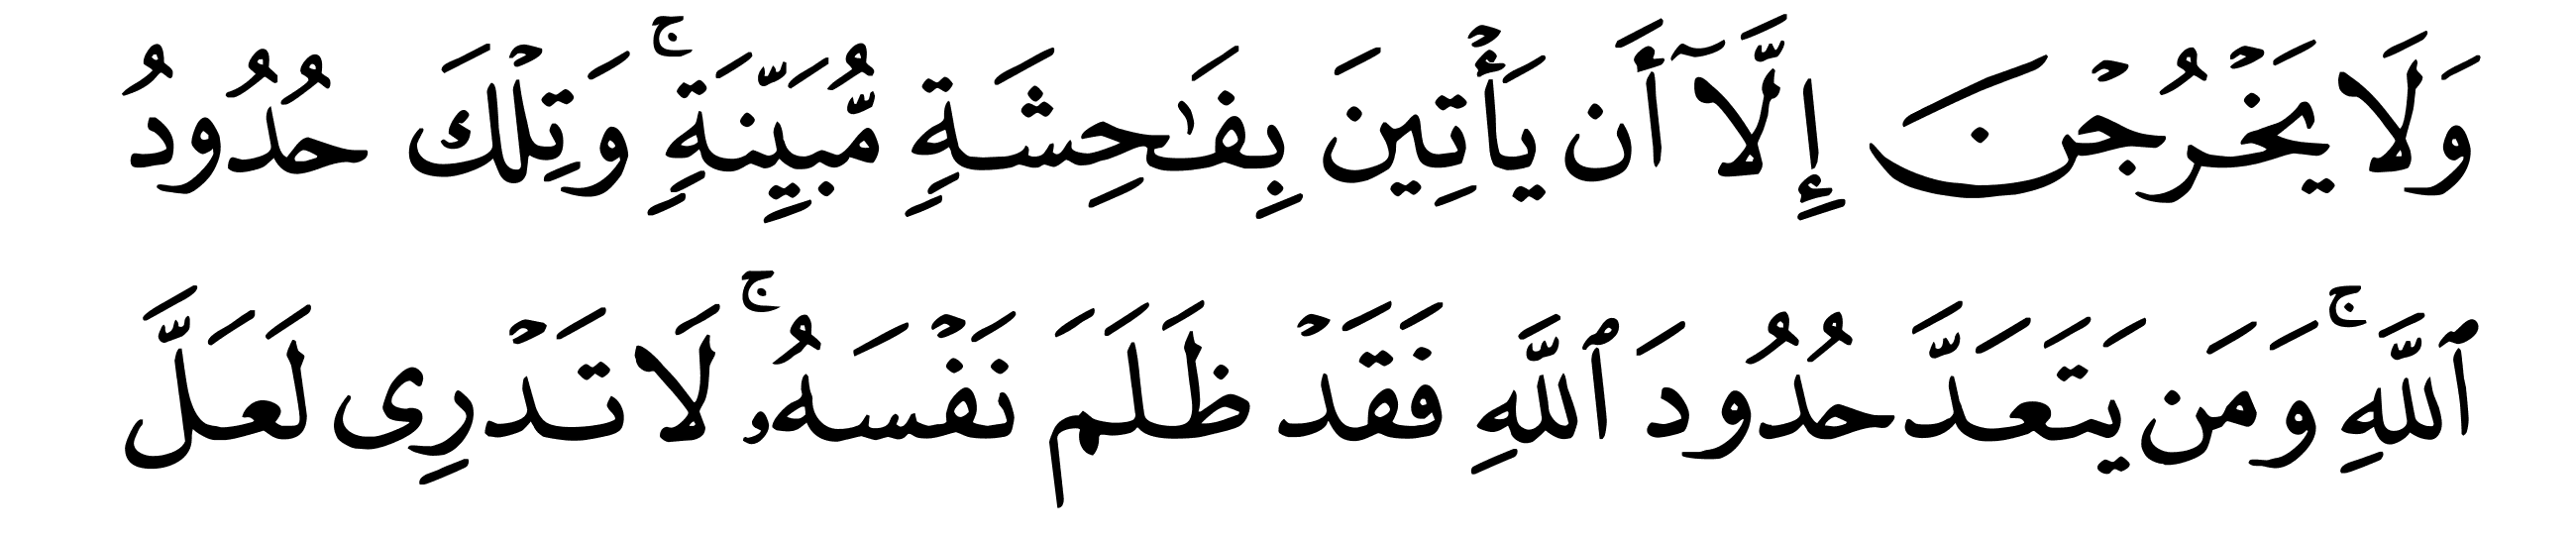 وَلَا يَخْرُجْنَ إِلَّآ أَن يَأْتِينَ بِفَٰحِشَةٍ مُّبَيِّنَةٍ ۚ وَتِلْكَ حُدُودُ
ٱللَّهِ ۚ وَمَن يَتَعَدَّ حُدُودَ ٱللَّهِ فَقَدْ ظَلَمَ نَفْسَهُۥ ۚ لَا تَدْرِى لَعَلَّ